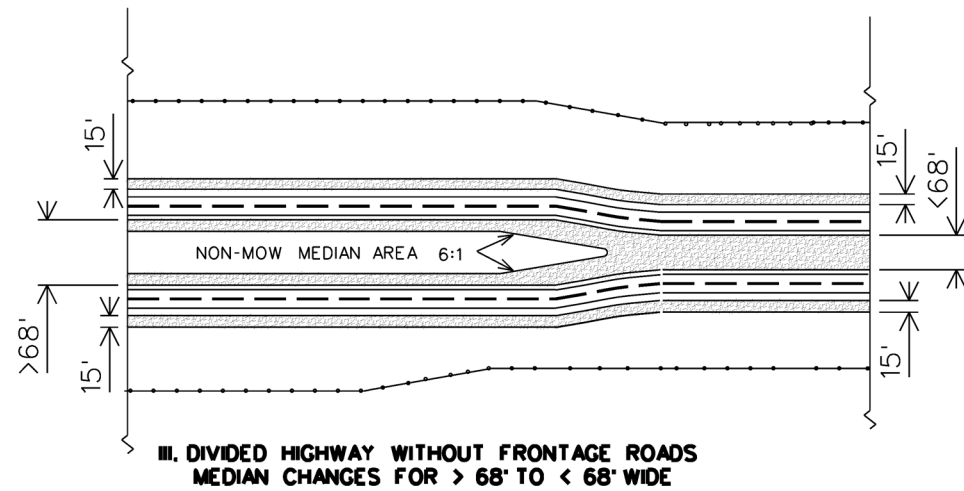 15'
15'
<68'
NON-MOW MEDIAN AREA 6:1
>68'
15'
15'
III. DIVIDED HIGHWAY WITHOUT FRONTAGE ROADS
MEDIAN CHANGES FOR > 68' TO < 68' WIDE